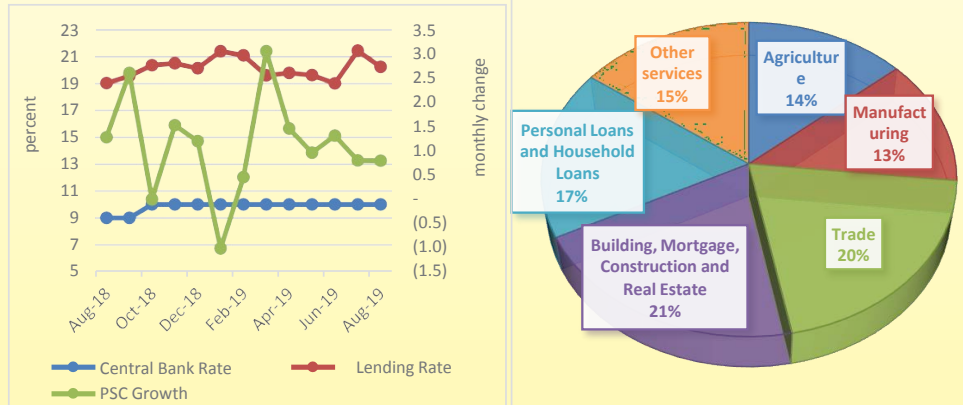 23
21
19
17
15
13
11
9
7
5
percent
3.5
3.0
2.5
2.0
1.5
1.0
0.5
-
(0.5)
(1.0)
(1.5)
monthly change
Aug-18
Oct-18
Dec-18
Feb-19
Apr-19
Jun-19
Aug-19
Central Bank Rate
Lending Rate
PSC Growth
Other
services
15%
Agricultur
e
14%
Manufact
uring
13%
Personal Loans
and Household
Loans
17%
Trade
20%
Building, Mortgage,
Construction and
Real Estate
21%